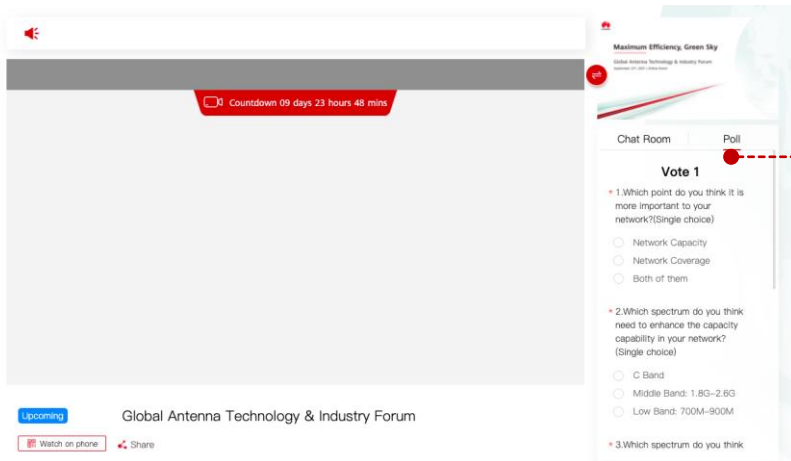 Countdown 09 days 23 hours 48 mins
Upcoming
Global Antenna Technology & Industry Forum
Watch on phone
Share
Maximum Efficiency, Green Sky
Global Antenna Technology & Industry Forum
Chat Room
Poll
Vote 1
* 1.Which point do you think it is
more important to your
network?(Single choice)
Network Capacity
Network Coverage
Both of them
* 2.Which spectrum do you think
need to enhance the capacity
capability in your network?
(Single choice)
C Band
Middle Band: 1.8G-2.6G
Low Band: 700M-900M
* 3.Which spectrum do you think